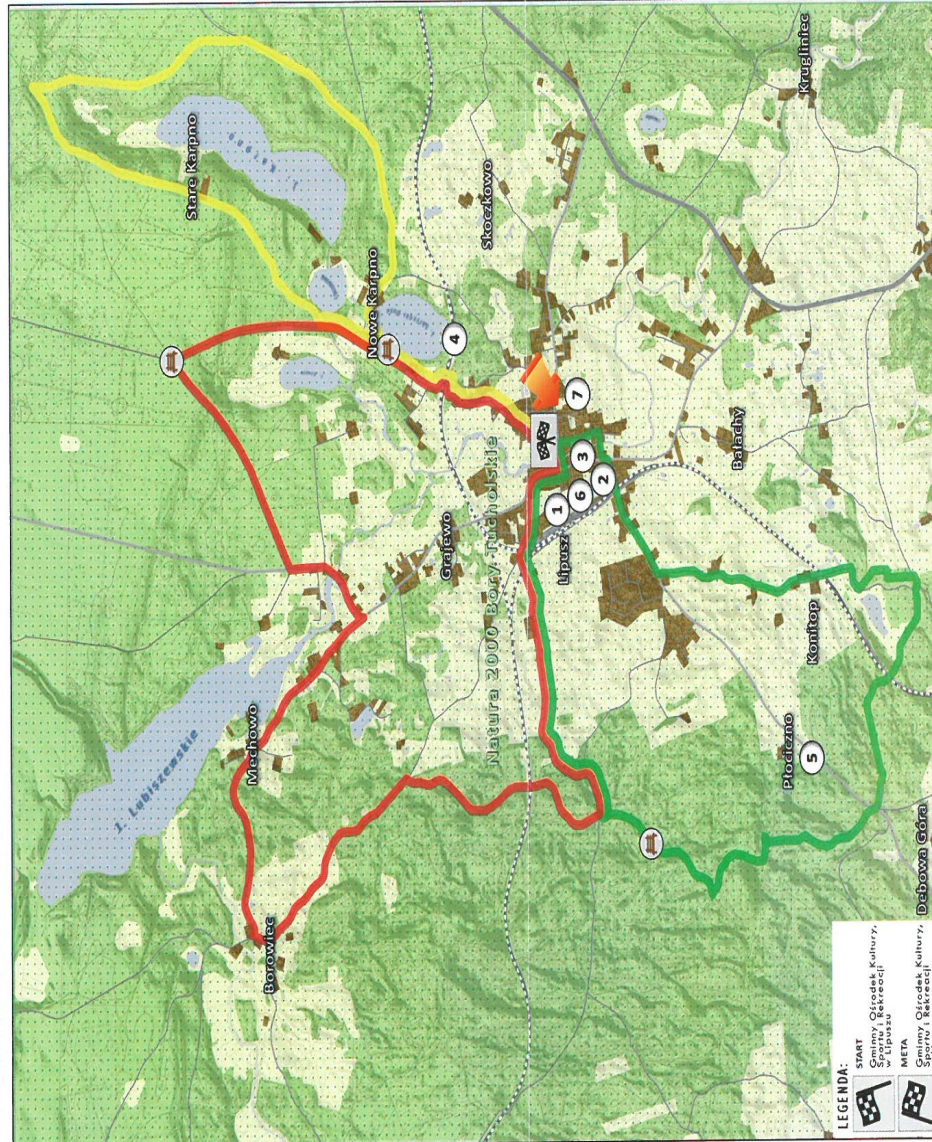 J. Lubiszewskie
Stare Karpno
J. Karpno
Mechowo
Borowiec
Nowe Karpno
Grajewo
4
Skoczkowo
Natura 2000 Bory Tucholskie
Lipusz
1
6
7
3
2
Bałachy
Płociczno
Krugliniec
5
Konitop
Dębowa Góra
LEGENDA:
START
Gminny Ośrodek Kultury,
Sportu i Rekreacji
w Lipuszu
META
Gminny Ośrodek Kultury,
Sportu i Rekreacji